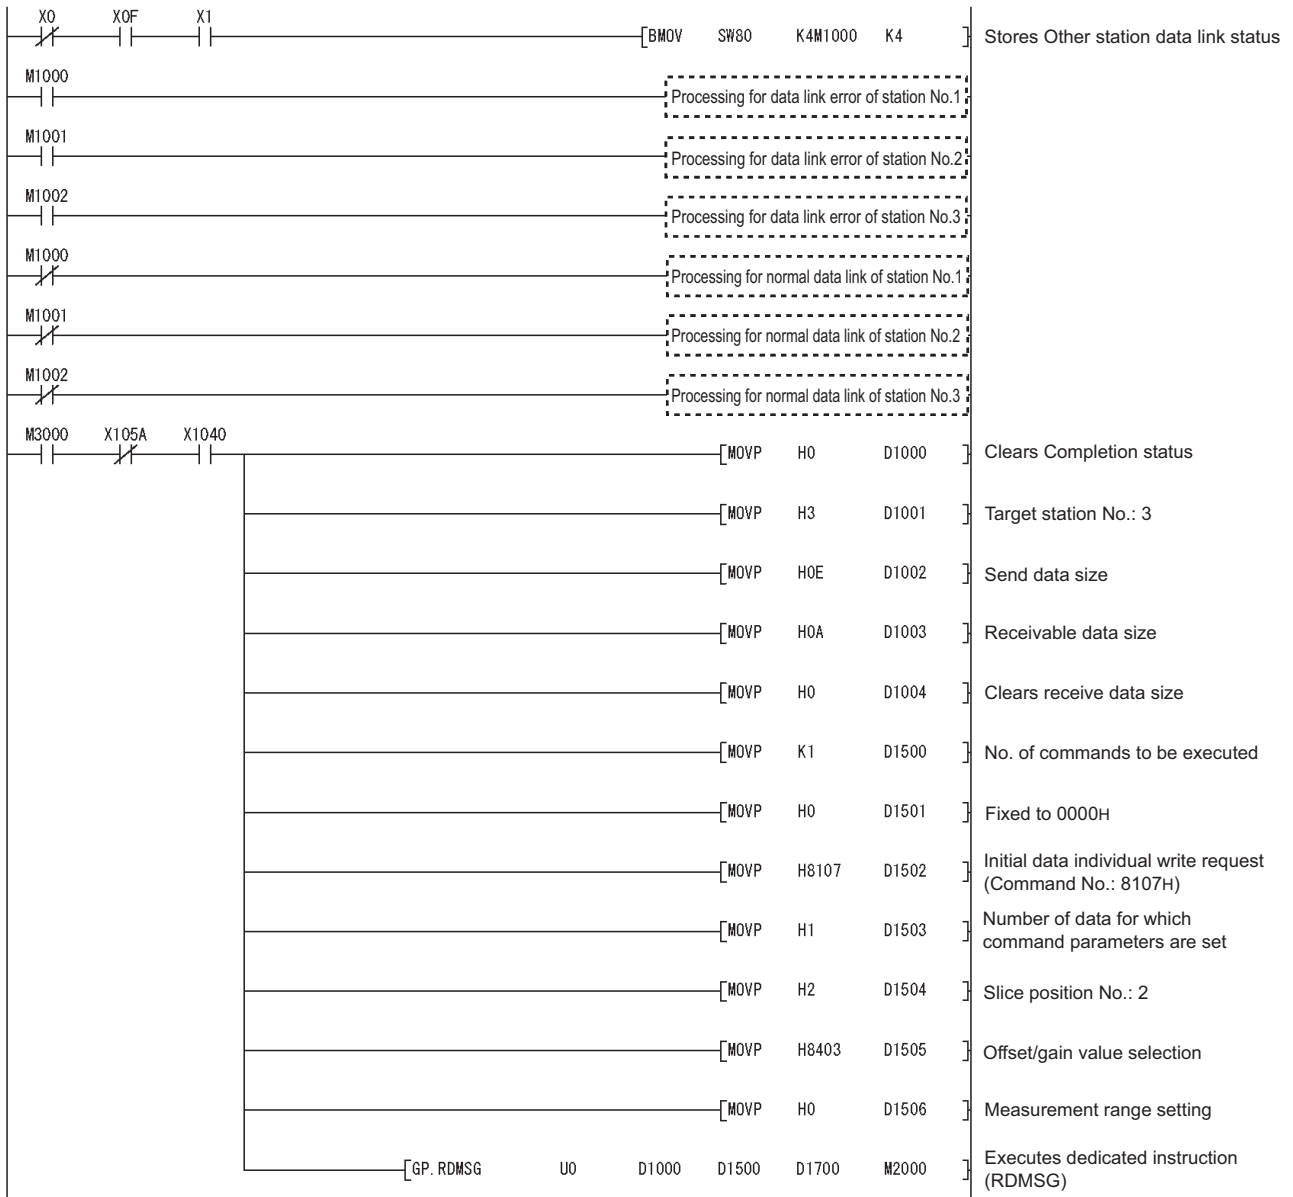 X0 X0F X1
BMOV SW80 K4M1000 K4 Stores Other station data link status
M1000
Processing for data link error of station No.1
M1001
Processing for data link error of station No.2
M1002
Processing for data link error of station No.3
M1000
Processing for normal data link of station No.1
M1001
Processing for normal data link of station No.2
M1002
Processing for normal data link of station No.3
M3000 X105A X1040
MOVP H0 D1000 Clears Completion status
MOVP H3 D1001 Target station No.: 3
MOVP H0E D1002 Send data size
MOVP H0A D1003 Receivable data size
MOVP H0 D1004 Clears receive data size
MOVP K1 D1500 No. of commands to be executed
MOVP H0 D1501 Fixed to 0000H
MOVP H8107 D1502 Initial data individual write request
(Command No.: 8107H)
MOVP H1 D1503 Number of data for which
command parameters are set
MOVP H2 D1504 Slice position No.: 2
MOVP H8403 D1505 Offset/gain value selection
MOVP H0 D1506 Measurement range setting
GP.RDMSG U0 D1000 D1500 D1700 M2000 Executes dedicated instruction
(RDMSG)